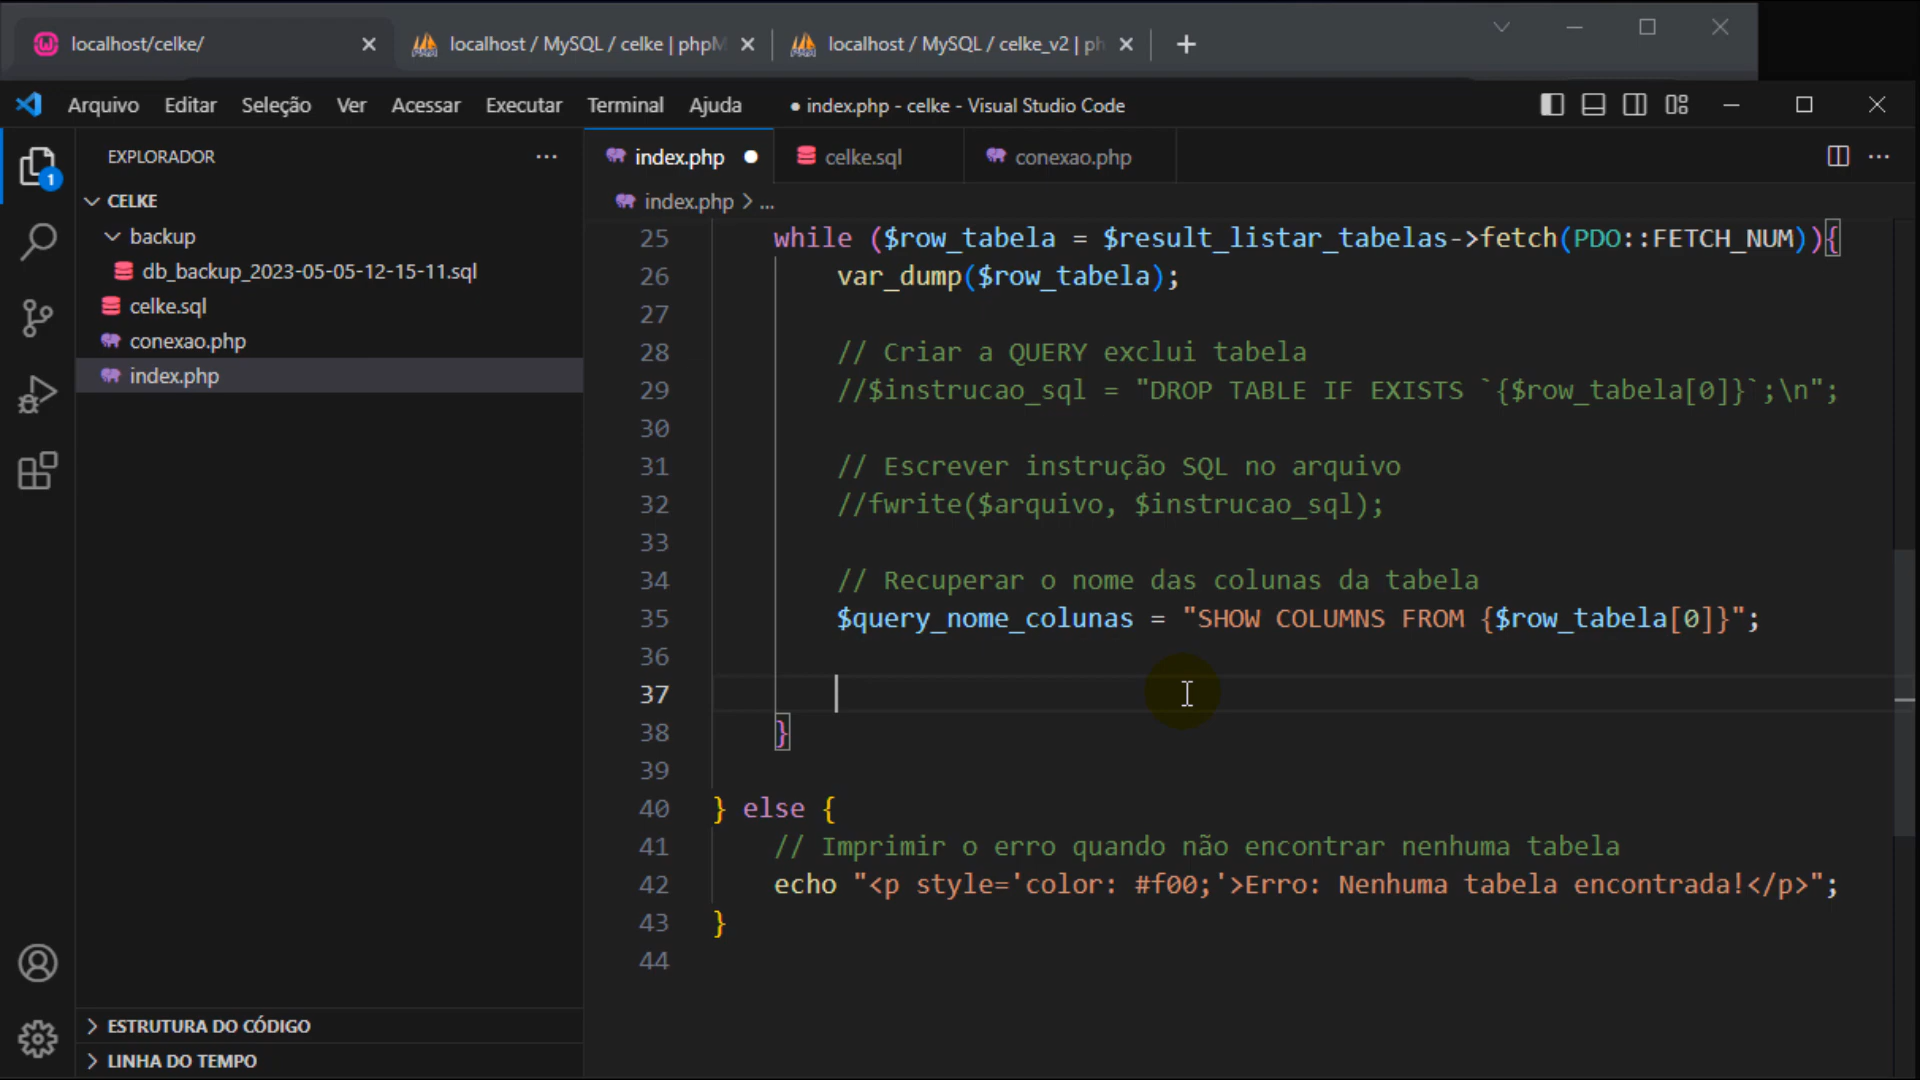 localhost/celke/
localhost / MySQL / celke | phpM
localhost / MySQL / celke_v2 | ph
Arquivo Editar Seleção Ver Acessar Executar Terminal Ajuda
● index.php - celke - Visual Studio Code
EXPLORADOR
1
CELKE
backup
db_backup_2023-05-05-12-15-11.sql
celke.sql
conexao.php
index.php
ESTRUTURA DO CÓDIGO
LINHA DO TEMPO
index.php
celke.sql
conexao.php
index.php > ...
25 while ($row_tabela = $result_listar_tabelas->fetch(PDO::FETCH_NUM)){
26 var_dump($row_tabela);
27
28 // Criar a QUERY exclui tabela
29 //$instrucao_sql = "DROP TABLE IF EXISTS `{$row_tabela[0]}`;\n";
30
31 // Escrever instrução SQL no arquivo
32 //fwrite($arquivo, $instrucao_sql);
33
34 // Recuperar o nome das colunas da tabela
35 $query_nome_colunas = "SHOW COLUMNS FROM {$row_tabela[0]}";
36
37
38 }
39
40 } else {
41 // Imprimir o erro quando não encontrar nenhuma tabela
42 echo "<p style='color: #f00;'>Erro: Nenhuma tabela encontrada!</p>";
43 }
44